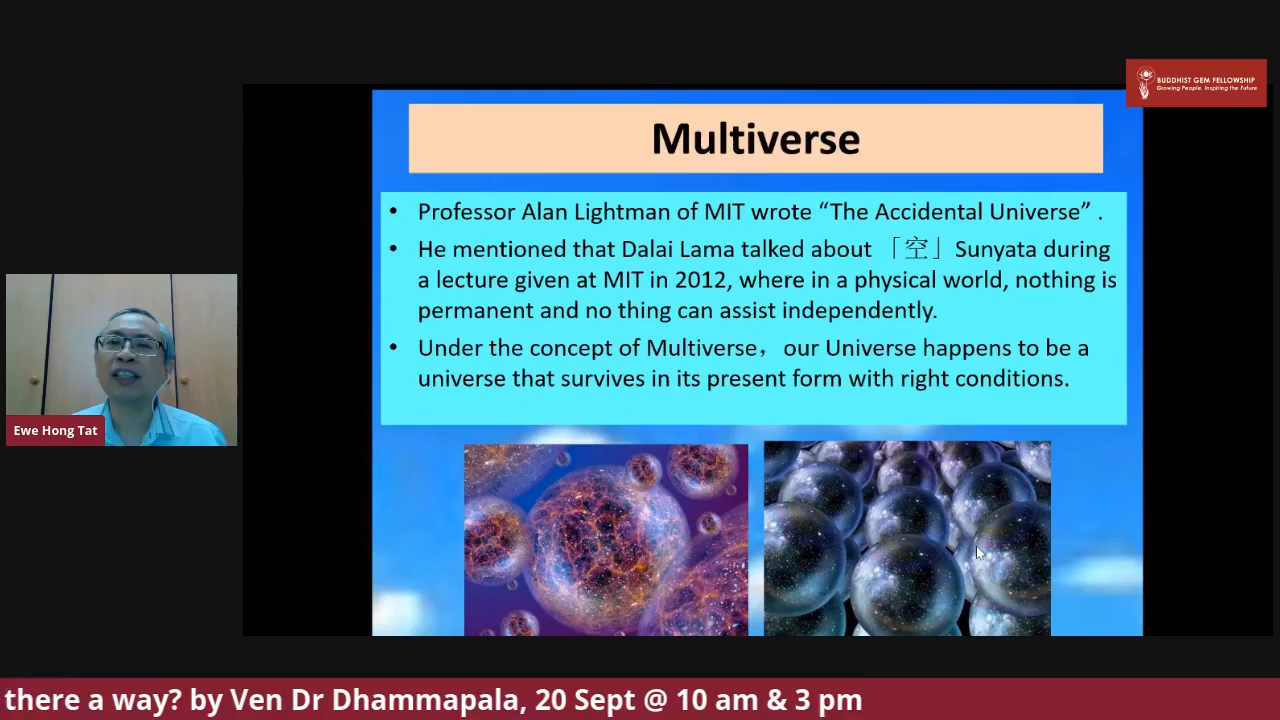 BUDDHIST GEM FELLOWSHIP
Growing People. Inspiring the Future
Multiverse
• Professor Alan Lightman of MIT wrote “The Accidental Universe” .
• He mentioned that Dalai Lama talked about 「空」 Sunyata during
a lecture given at MIT in 2012, where in a physical world, nothing is
permanent and no thing can assist independently.
• Under the concept of Multiverse，our Universe happens to be a
universe that survives in its present form with right conditions.
Ewe Hong Tat
there a way? by Ven Dr Dhammapala, 20 Sept @ 10 am & 3 pm